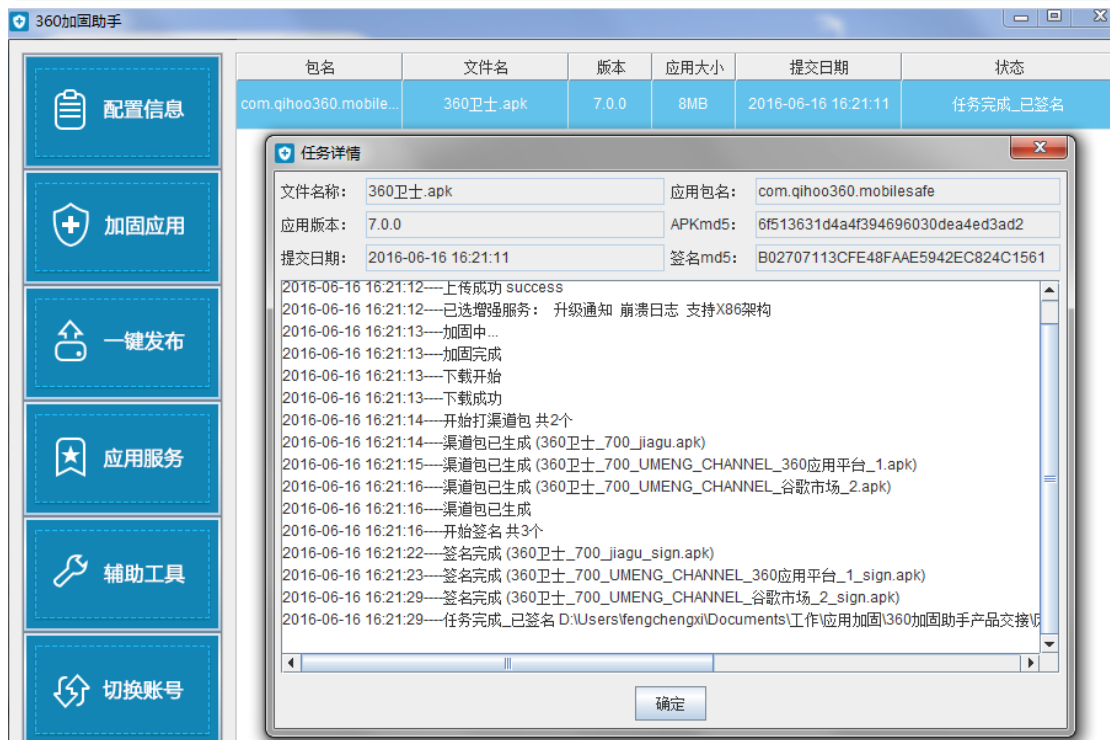 360加固助手
包名 文件名 版本 应用大小 提交日期 状态
com.qihoo360.mobile... 360卫士.apk 7.0.0 8MB 2016-06-16 16:21:11 任务完成_已签名
配置信息
加固应用
一键发布
应用服务
辅助工具
切换账号
任务详情
文件名称： 360卫士.apk 应用包名： com.qihoo360.mobilesafe
应用版本： 7.0.0 APKmd5： 6f513631d4a4f394696030dea4ed3ad2
提交日期： 2016-06-16 16:21:11 签名md5： B02707113CFE48FAAE5942EC824C1561
2016-06-16 16:21:12----上传成功 success
2016-06-16 16:21:12----已选增强服务： 升级通知 崩溃日志 支持X86架构
2016-06-16 16:21:13----加固中...
2016-06-16 16:21:13----加固完成
2016-06-16 16:21:13----下载开始
2016-06-16 16:21:13----下载成功
2016-06-16 16:21:14----开始打渠道包 共2个
2016-06-16 16:21:14----渠道包已生成 (360卫士_700_jiagu.apk)
2016-06-16 16:21:15----渠道包已生成 (360卫士_700_UMENG_CHANNEL_360应用平台_1.apk)
2016-06-16 16:21:16----渠道包已生成 (360卫士_700_UMENG_CHANNEL_谷歌市场_2.apk)
2016-06-16 16:21:16----渠道包已生成
2016-06-16 16:21:16----开始签名 共3个
2016-06-16 16:21:22----签名完成 (360卫士_700_jiagu_sign.apk)
2016-06-16 16:21:23----签名完成 (360卫士_700_UMENG_CHANNEL_360应用平台_1_sign.apk)
2016-06-16 16:21:29----签名完成 (360卫士_700_UMENG_CHANNEL_谷歌市场_2_sign.apk)
2016-06-16 16:21:29----任务完成_已签名 D:\Users\fengchengxi\Documents\工作\应用加固\360加固助手产品交接\
确定